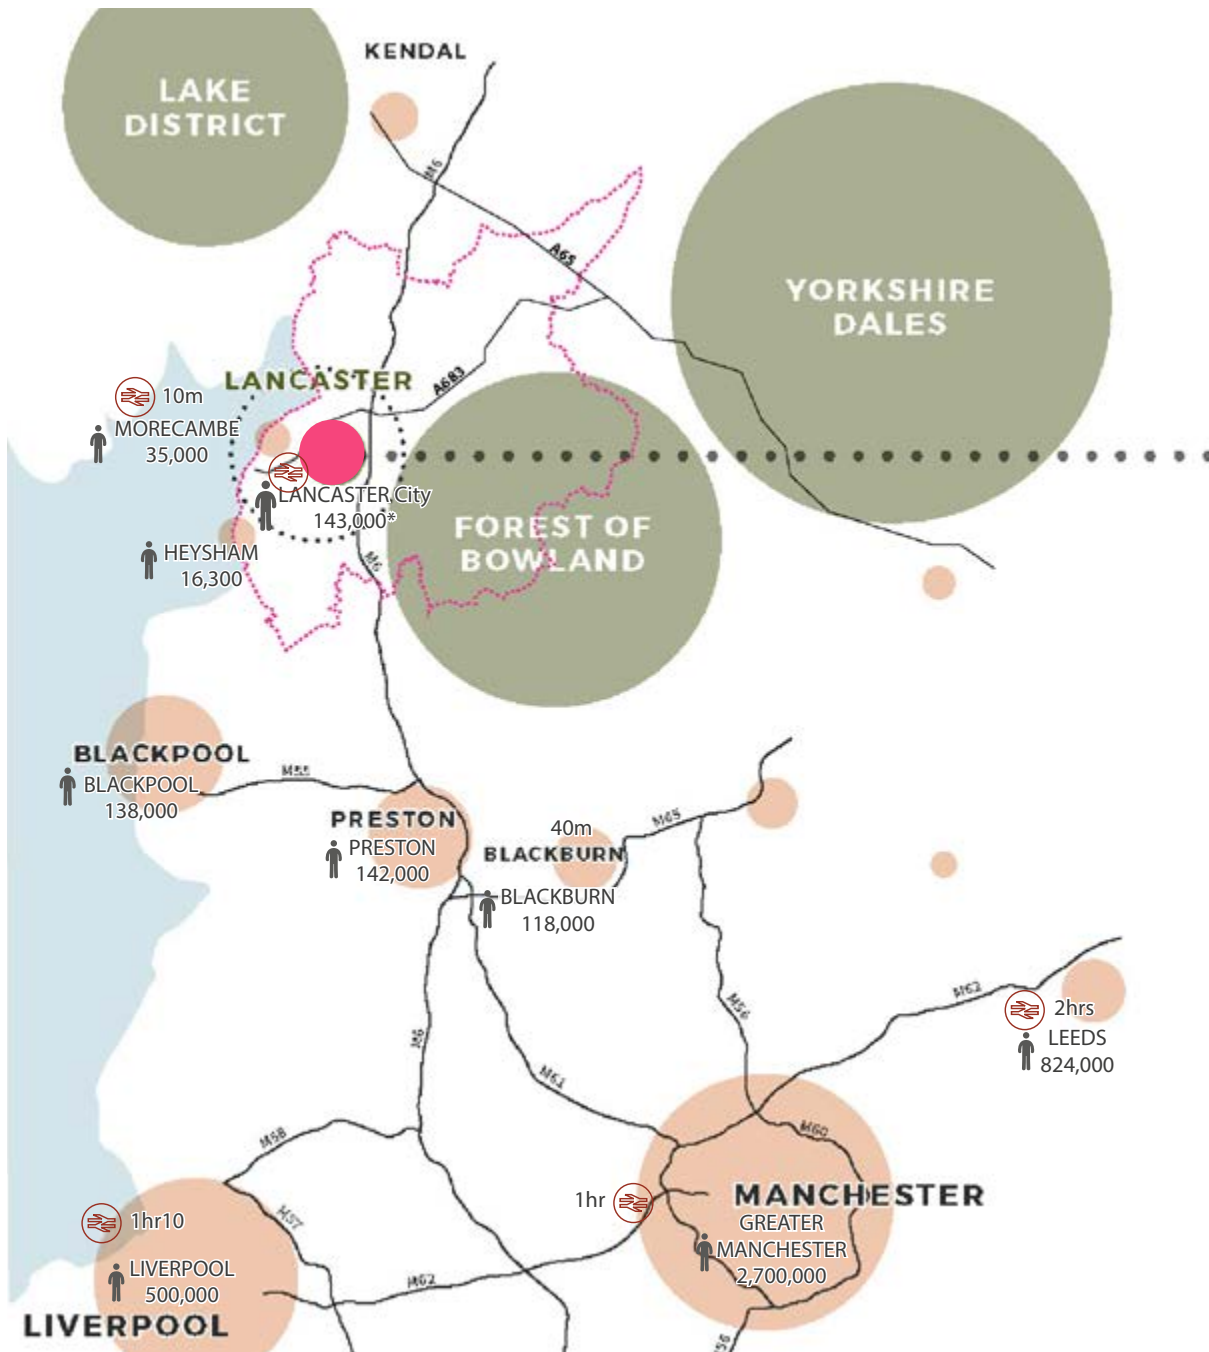 KENDAL
LAKE
DISTRICT
M6
A65
YORKSHIRE
DALES
LANCASTER
A683
10m
MORECAMBE
35,000
LANCASTER City
143,000*
FOREST OF
BOWLAND
HEYSHAM
16,300
M6
BLACKPOOL
BLACKPOOL
138,000
M55
PRESTON
PRESTON
142,000
40m
BLACKBURN
M65
BLACKBURN
118,000
M62
2hrs
LEEDS
824,000
M56
M6
M61
M58
M60
1hr
MANCHESTER
GREATER
MANCHESTER
2,700,000
1hr10
M57
LIVERPOOL
500,000
M62
LIVERPOOL
M56